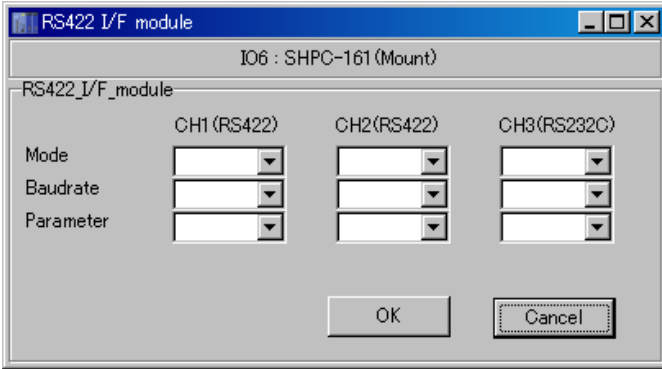 RS422 I/F module
IO6 : SHPC-161(Mount)
RS422_I/F_module
CH1(RS422) CH2(RS422) CH3(RS232C)
Mode
Baudrate
Parameter
OK Cancel